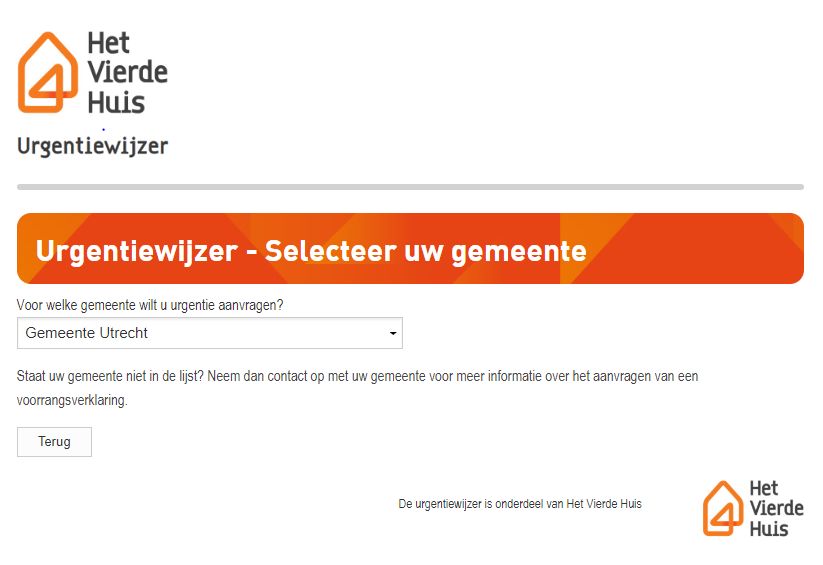 Het
Vierde
Huis
Urgentiewijzer
Urgentiewijzer - Selecteer uw gemeente
Voor welke gemeente wilt u urgentie aanvragen?
Gemeente Utrecht
Staat uw gemeente niet in de lijst? Neem dan contact op met uw gemeente voor meer informatie over het aanvragen van een
voorrangsverklaring.
Terug
De urgentiewijzer is onderdeel van Het Vierde Huis
Het
Vierde
Huis